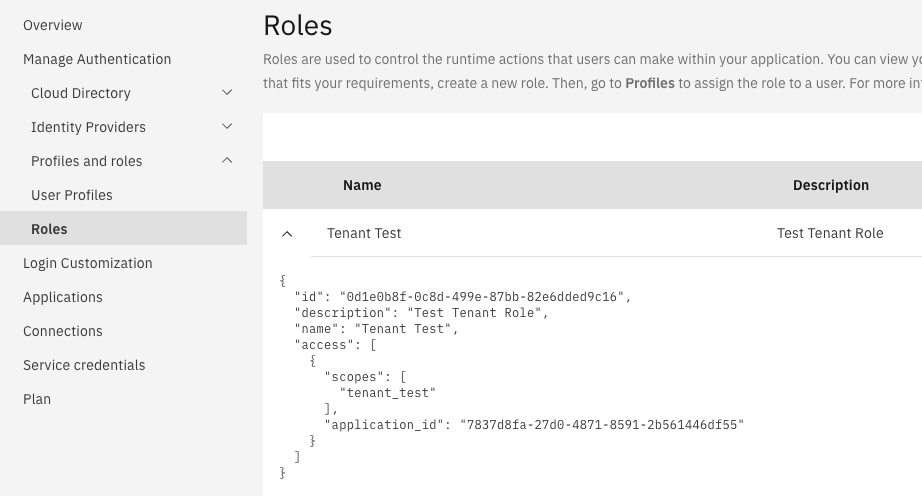 Overview
Manage Authentication
Cloud Directory
Identity Providers
Profiles and roles
User Profiles
Roles
Login Customization
Applications
Connections
Service credentials
Plan
Roles
Roles are used to control the runtime actions that users can make within your application. You can view
that fits your requirements, create a new role. Then, go to Profiles to assign the role to a user. For more
Name Description
Tenant Test Test Tenant Role
{
"id": "0d1e0b8f-0c8d-499e-87bb-82e6dded9c16",
"description": "Test Tenant Role",
"name": "Tenant Test",
"access": [
{
"scopes": [
"tenant_test"
],
"application_id": "7837d8fa-27d0-4871-8591-2b561446df55"
}
]
}